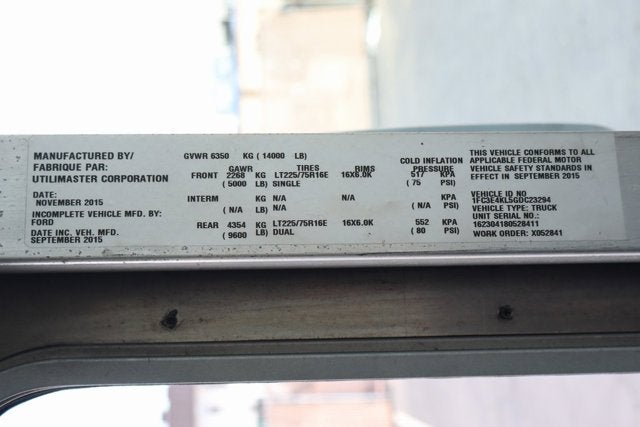 MANUFACTURED BY/
FABRIQUE PAR:
UTILIMASTER CORPORATION
DATE:
NOVEMBER 2015
INCOMPLETE VEHICLE MFD. BY:
FORD
DATE INC. VEH. MFD.
SEPTEMBER 2015
GVWR 6350 KG ( 14000 LB)
GAWR TIRES RIMS COLD INFLATION
PRESSURE
FRONT 2268 KG LT225/75R16E 16X6.0K 517 KPA
( 5000 LB) SINGLE ( 75 PSI)
INTERM KG N/A N/A KPA
( N/A LB) N/A ( N/A PSI)
REAR 4354 KG LT225/75R16E 16X6.0K 552 KPA
( 9600 LB) DUAL ( 80 PSI)
THIS VEHICLE CONFORMS TO ALL
APPLICABLE FEDERAL MOTOR
VEHICLE SAFETY STANDARDS IN
EFFECT IN SEPTEMBER 2015
VEHICLE ID NO
1FC3E4KL5GDC23294
VEHICLE TYPE: TRUCK
UNIT SERIAL NO:
162304180528411
WORK ORDER: X052841